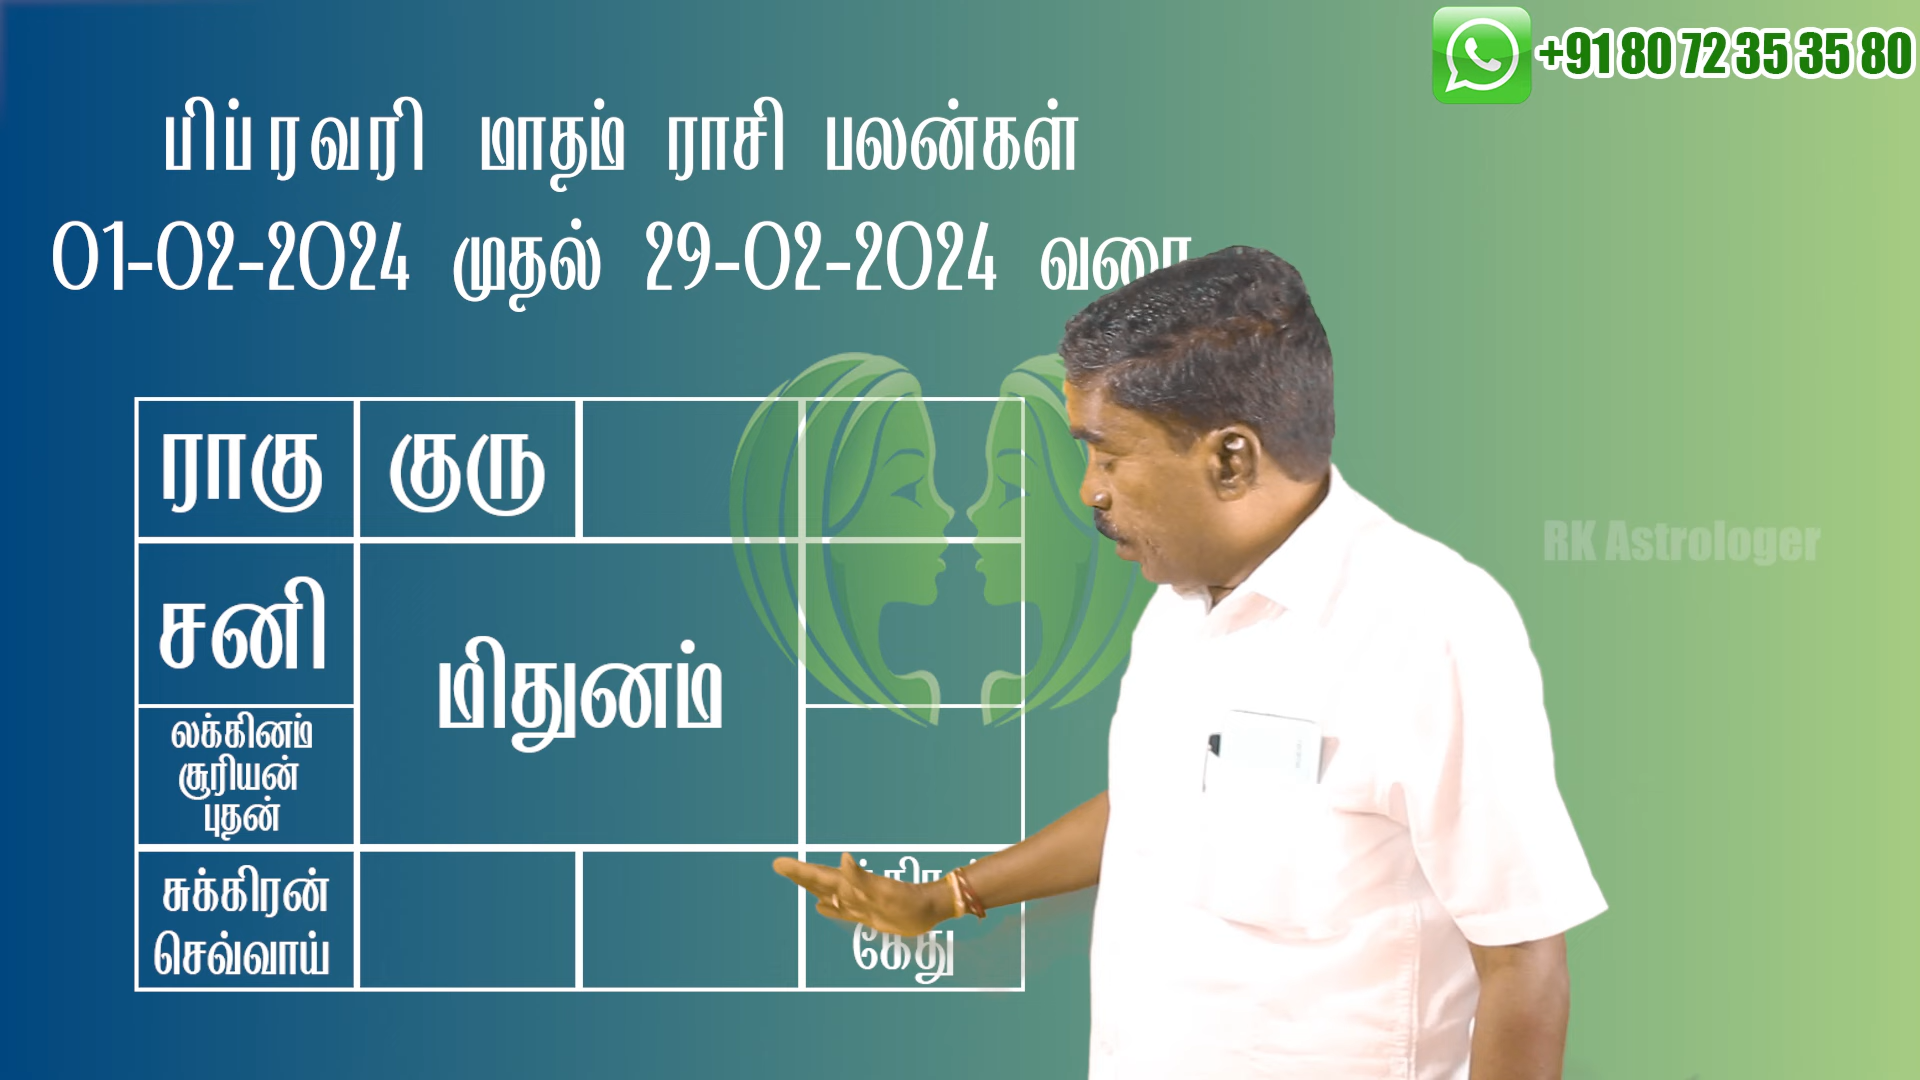 +91 80 72 35 35 80
பிப்ரவரி மாதம் ராசி பலன்கள்
01-02-2024 முதல் 29-02-2024
RK Astrologer
ராகு குரு
சனி
மிதுனம்
லக்கினம்
சூரியன்
புதன்
சுக்கிரன்
செவ்வாய்
கேது